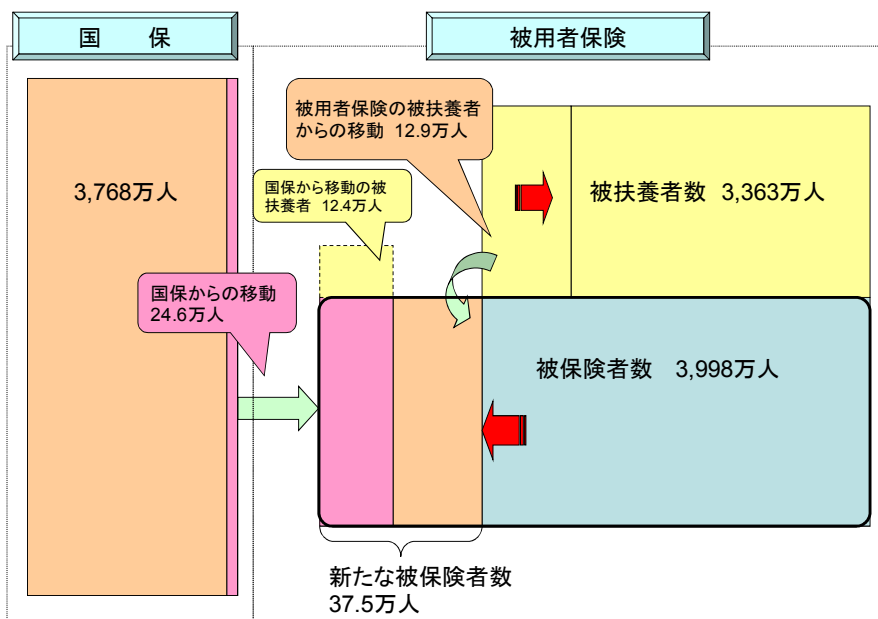 国　保
被用者保険
被用者保険の被扶養者
からの移動 12.9万人
3,768万人
国保から移動の被
扶養者 12.4万人
被扶養者数 3,363万人
国保からの移動
24.6万人
被保険者数　3,998万人
新たな被保険者数
37.5万人